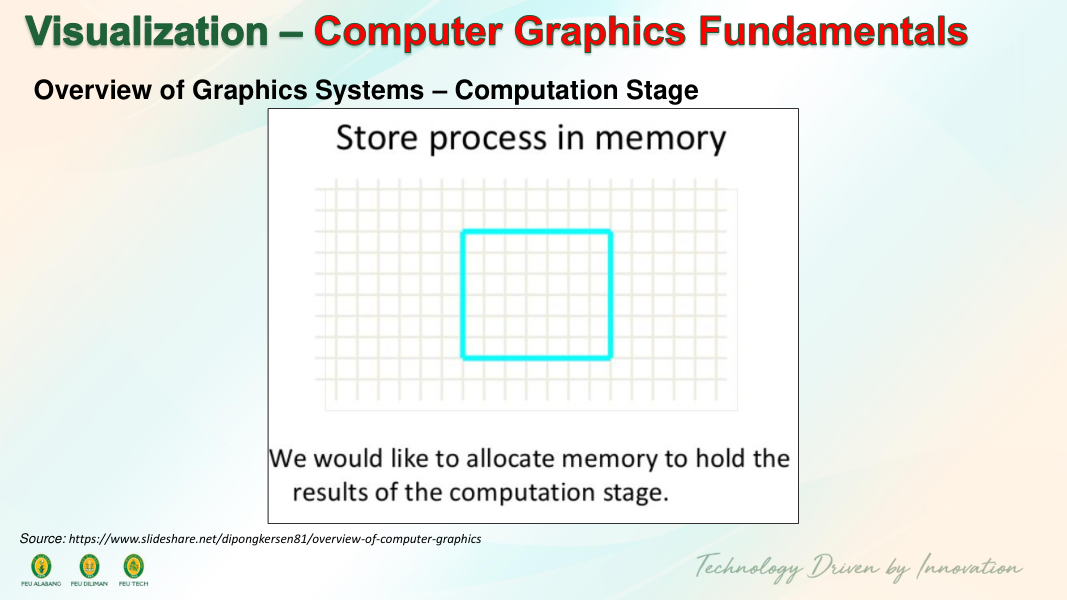 Visualization – Computer Graphics Fundamentals
Overview of Graphics Systems – Computation Stage
Store process in memory
We would like to allocate memory to hold the
results of the computation stage.
Source: https://www.slideshare.net/dipongkersen81/overview-of-computer-graphics
FEU ALABANG FEU DILIMAN FEU TECH
Technology Driven by Innovation